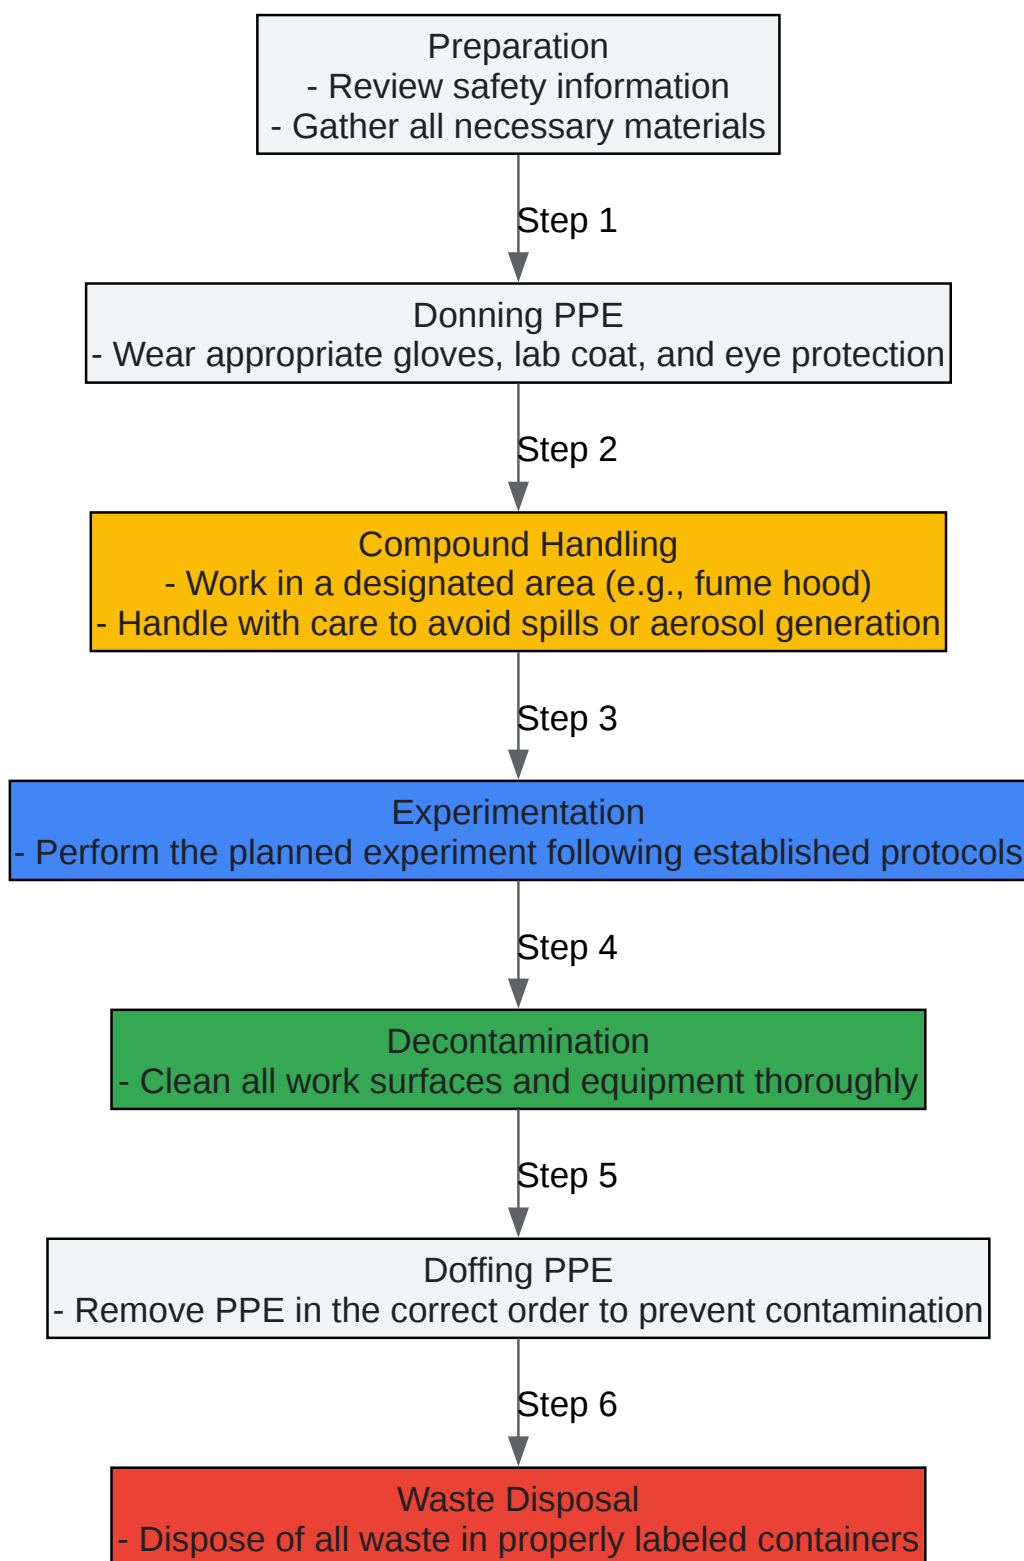 Preparation
- Review safety information
- Gather all necessary materials
Step 1
Donning PPE
- Wear appropriate gloves, lab coat, and eye protection
Step 2
Compound Handling
- Work in a designated area (e.g., fume hood)
- Handle with care to avoid spills or aerosol generation
Step 3
Experimentation
- Perform the planned experiment following established protocols
Step 4
Decontamination
- Clean all work surfaces and equipment thoroughly
Step 5
Doffing PPE
- Remove PPE in the correct order to prevent contamination
Step 6
Waste Disposal
- Dispose of all waste in properly labeled containers